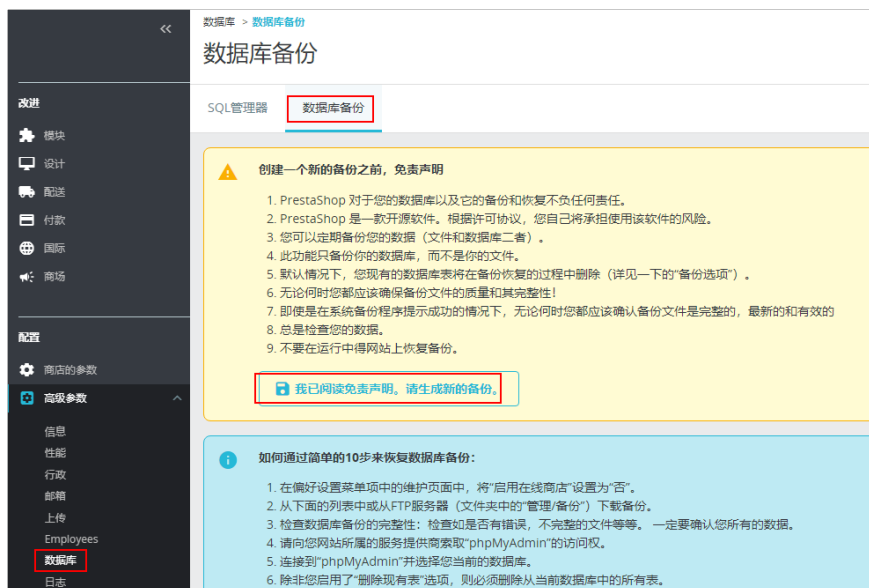 数据库 > 数据库备份
数据库备份
SQL管理器
数据库备份
改进
模块
设计
配送
付款
国际
商场
配置
商店的参数
高级参数
信息
性能
行政
邮箱
上传
Employees
数据库
日志
创建一个新的备份之前，免责声明
1. PrestaShop 对于您的数据库以及它的备份和恢复不负任何责任。
2. PrestaShop 是一款开源软件。根据许可协议，您自己将承担使用该软件的风险。
3. 您可以定期备份您的数据（文件和数据库二者）。
4. 此功能只备份你的数据库，而不是你的文件。
5. 默认情况下，您现有的数据库表将在备份恢复的过程中删除（详见一下的“备份选项”）。
6. 无论何时您都应该确保备份文件的质量和其完整性！
7. 即使是在系统备份程序提示成功的情况下，无论何时您都应该确认备份文件是完整的，最新的和有效的
8. 总是检查您的数据。
9. 不要在运行中得网站上恢复备份。
我已阅读免责声明。请生成新的备份。
如何通过简单的10步来恢复数据库备份：
1. 在偏好设置菜单项中的维护页面中，将“启用在线商店”设置为“否”。
2. 从下面的列表中或从FTP服务器（文件夹中的“管理/备份”）下载备份。
3. 检查数据库备份的完整性：检查如是否有错误，不完整的文件等等。 一定要确认您所有的数据。
4. 请向您网站所属的服务提供商索取“phpMyAdmin”的访问权。
5. 连接到“phpMyAdmin”并选择您当前的数据库。
6. 除非您启用了“删除现有表”选项，则必须删除从当前数据库中的所有表。